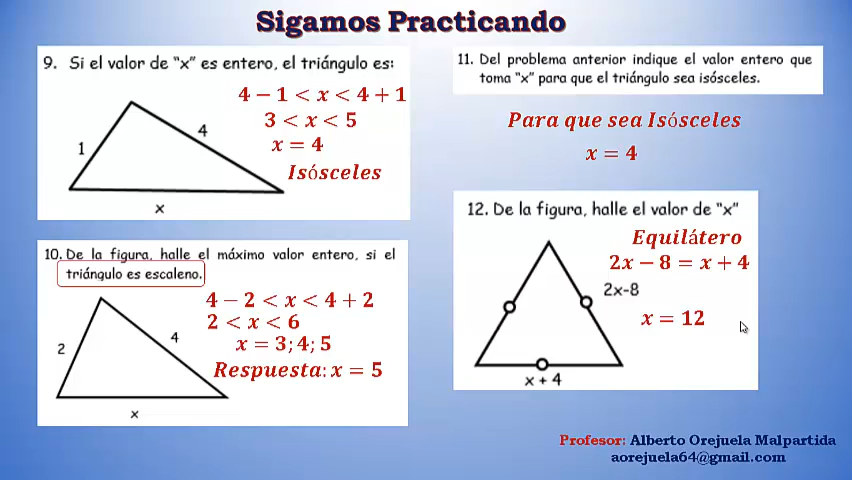 Sigamos Practicando
9. Si el valor de “x” es entero, el triángulo es:
4 − 1 < x < 4 + 1
3 < x < 5
x = 4
Isósceles
1
4
x
10. De la figura, halle el máximo valor entero, si el
triángulo es escaleno.
4 − 2 < x < 4 + 2
2 < x < 6
x = 3; 4; 5
Respuesta: x = 5
2
4
x
11. Del problema anterior indique el valor entero que
toma “x” para que el triángulo sea isósceles.
Para que sea Isósceles
x = 4
12. De la figura, halle el valor de “x”
Equilátero
2x − 8 = x + 4
2x-8
x = 12
x + 4
Profesor: Alberto Orejuela Malpartida
aorejuela64@gmail.com